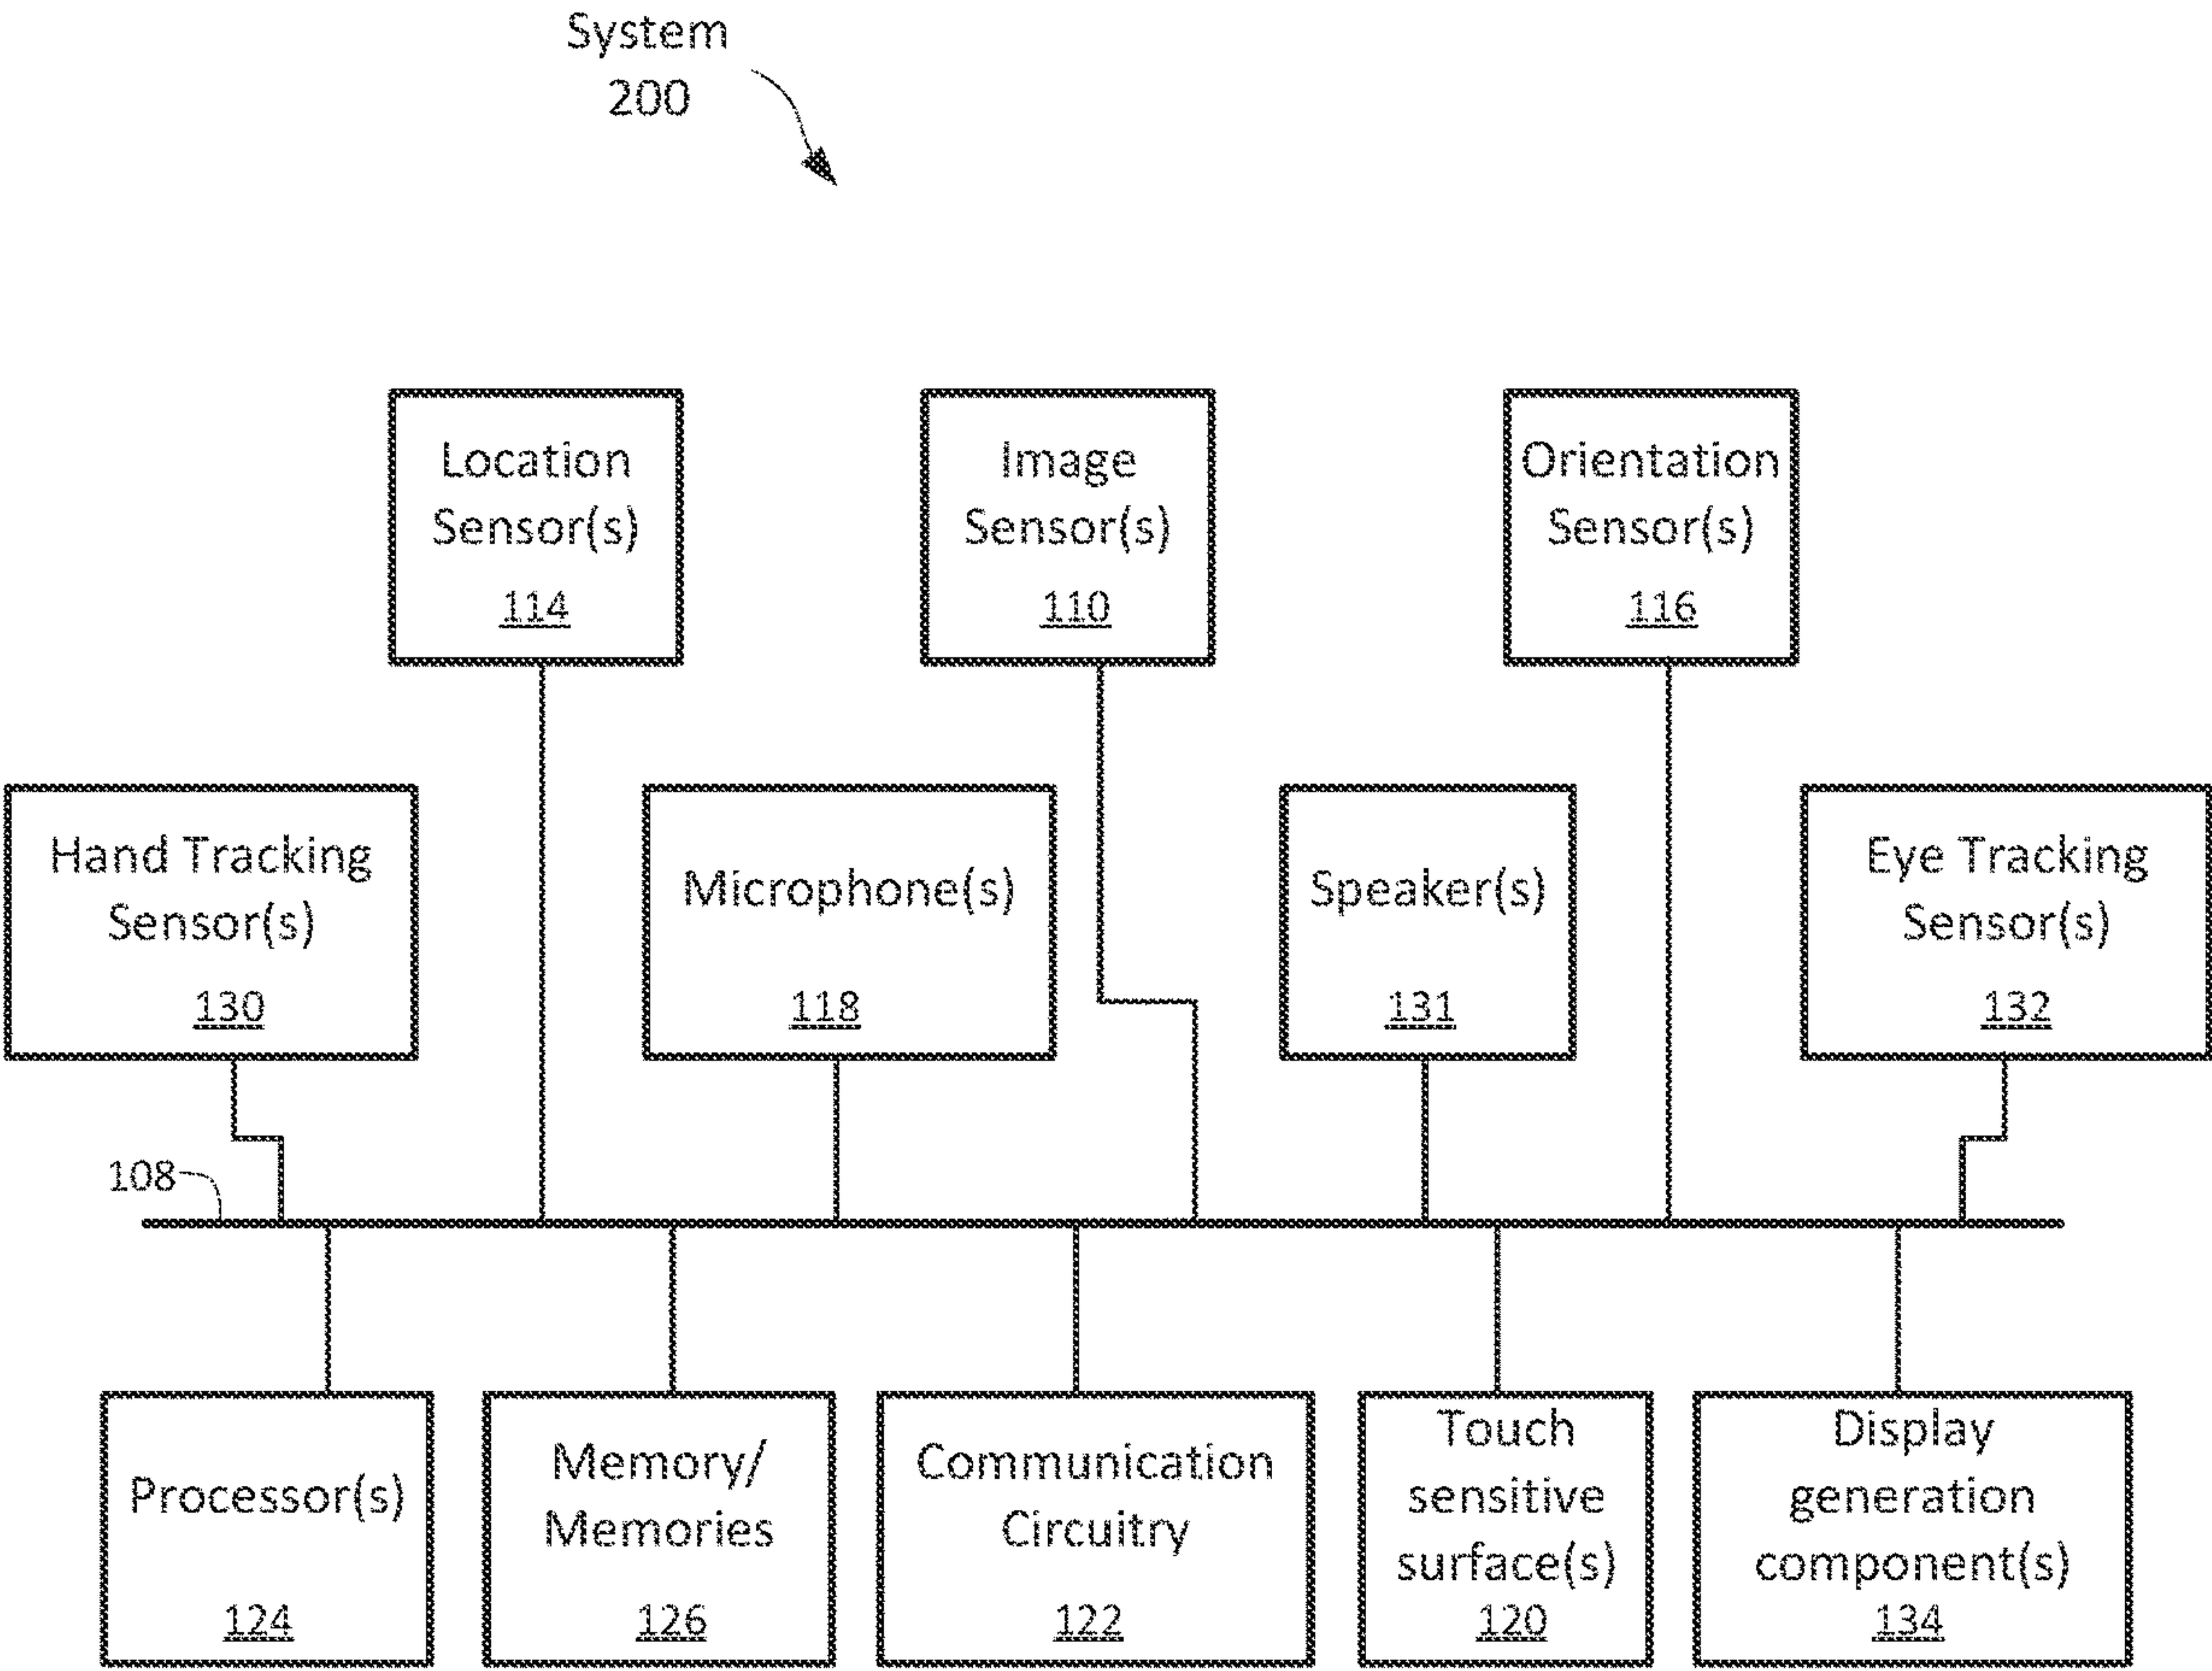 System
200
Location
Sensor(s)
114
Image
Sensor(s)
110
Orientation
Sensor(s)
116
Hand Tracking
Sensor(s)
130
Microphone(s)
118
Speaker(s)
131
Eye Tracking
Sensor(s)
132
108
Processor(s)
124
Memory/
Memories
126
Communication
Circuitry
122
Touch
sensitive
surface(s)
120
Display
generation
component(s)
134